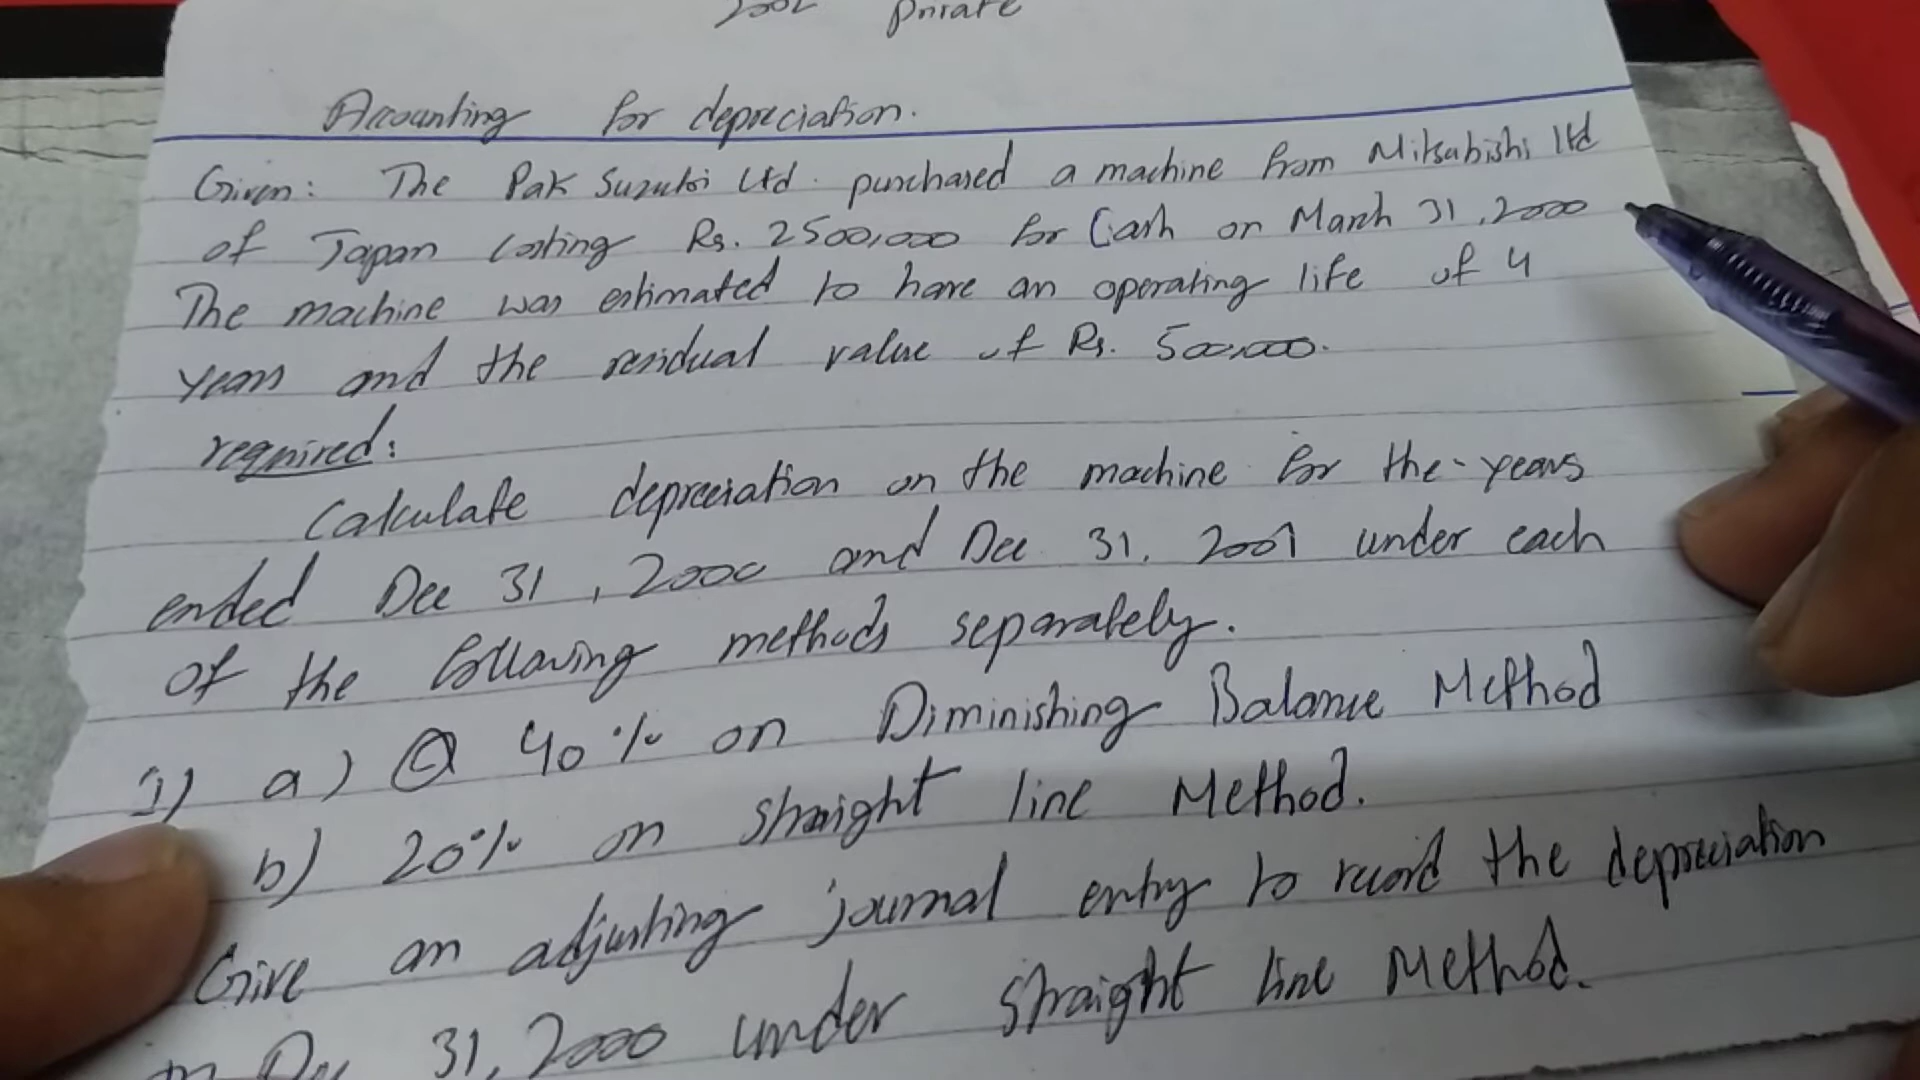 2002 Private
Accounting for depreciation.
Given: The Pak Suzuki Ltd. purchased a machine from Mitsubishi ltd
of Japan costing Rs. 2500,000 for Cash on March 31, 2000
The machine was estimated to have an operating life of 4
years and the residual value of Rs. 500,000.
required:
Calculate depreciation on the machine for the years
ended Dec 31, 2000 and Dec 31, 2001 under each
of the following methods separately.
1) a) @ 40% on Diminishing Balance Method
b) 20% on straight line Method.
Give an adjusting journal entry to record the depreciation
on Dec 31, 2000 under straight line Method.